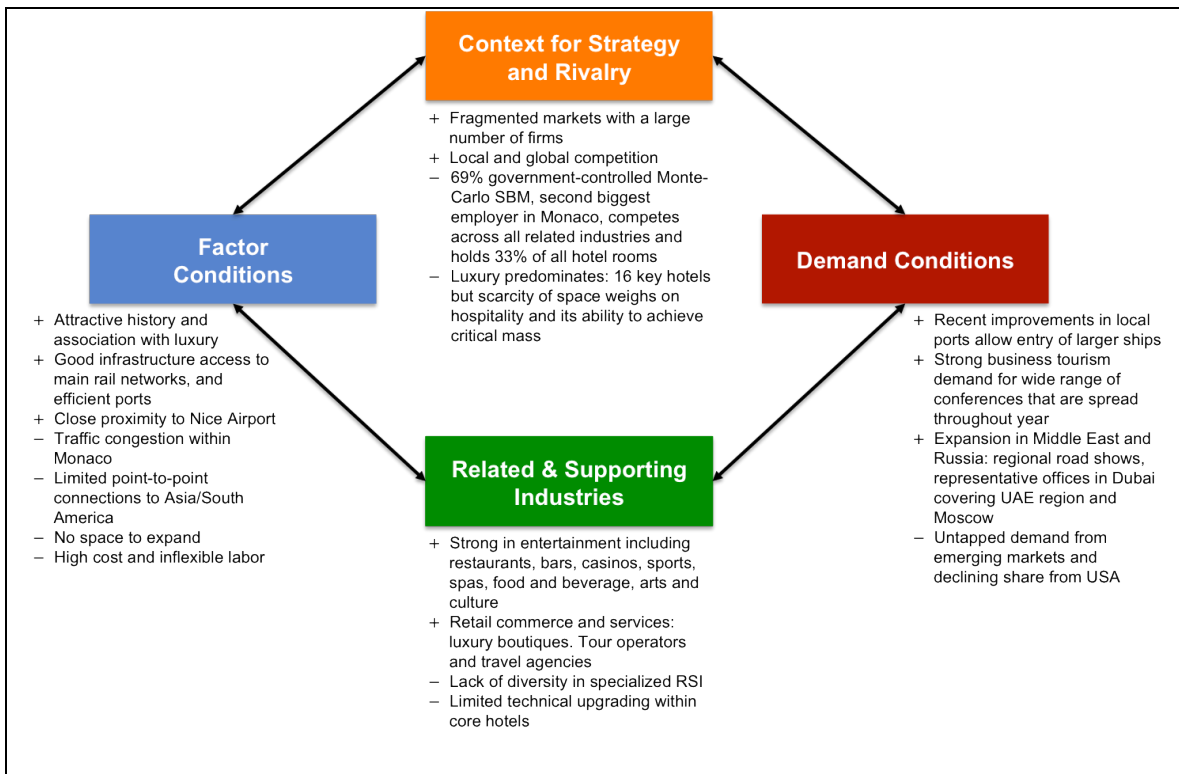 Context for Strategy
and Rivalry
+ Fragmented markets with a large
number of firms
+ Local and global competition
− 69% government-controlled Monte-
Carlo SBM, second biggest
employer in Monaco, competes
across all related industries and
holds 33% of all hotel rooms
− Luxury predominates: 16 key hotels
but scarcity of space weighs on
hospitality and its ability to achieve
critical mass
Factor
Conditions
+ Attractive history and
association with luxury
+ Good infrastructure access to
main rail networks, and
efficient ports
+ Close proximity to Nice Airport
− Traffic congestion within
Monaco
− Limited point-to-point
connections to Asia/South
America
− No space to expand
− High cost and inflexible labor
Demand Conditions
+ Recent improvements in local
ports allow entry of larger ships
+ Strong business tourism
demand for wide range of
conferences that are spread
throughout year
+ Expansion in Middle East and
Russia: regional road shows,
representative offices in Dubai
covering UAE region and
Moscow
− Untapped demand from
emerging markets and
declining share from USA
Related & Supporting
Industries
+ Strong in entertainment including
restaurants, bars, casinos, sports,
spas, food and beverage, arts and
culture
+ Retail commerce and services:
luxury boutiques. Tour operators
and travel agencies
− Lack of diversity in specialized RSI
− Limited technical upgrading within
core hotels